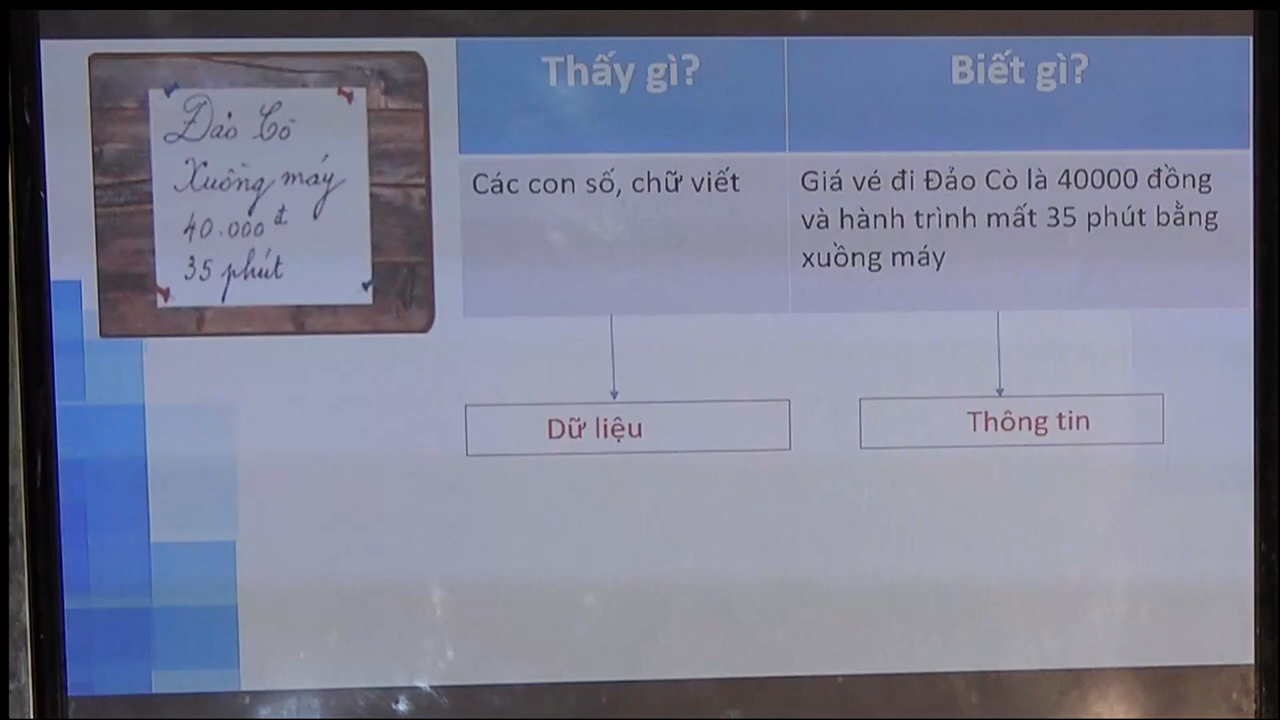 Đảo Cò
Xuồng máy
40.000đ
35 phút
Thấy gì?
Biết gì?
Các con số, chữ viết
Giá vé đi Đảo Cò là 40000 đồng
và hành trình mất 35 phút bằng
xuồng máy
Dữ liệu
Thông tin